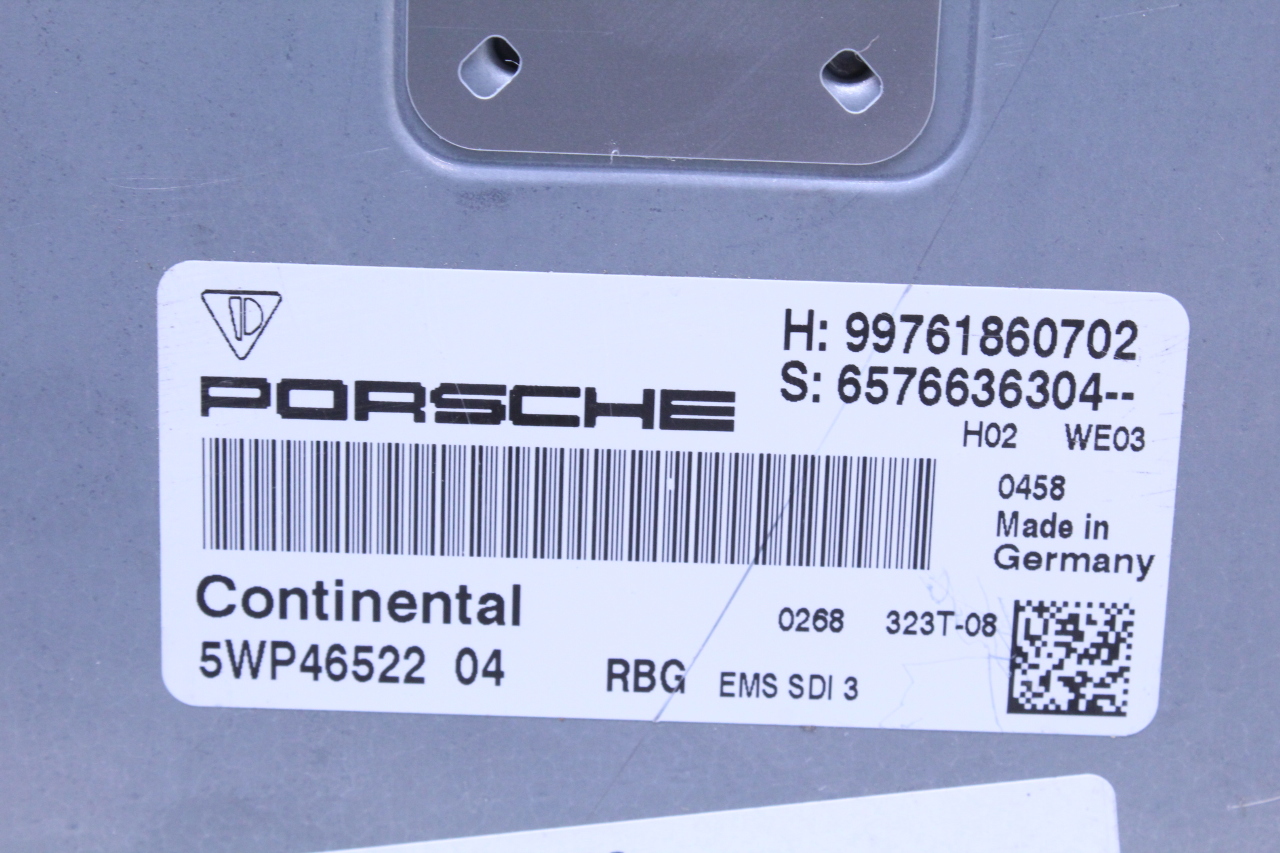 PORSCHE
H: 99761860702
S: 6576636304--
H02 WE03
0458
Made in
Germany
Continental
0268 323T-08
5WP46522 04 RBG EMS SDI 3